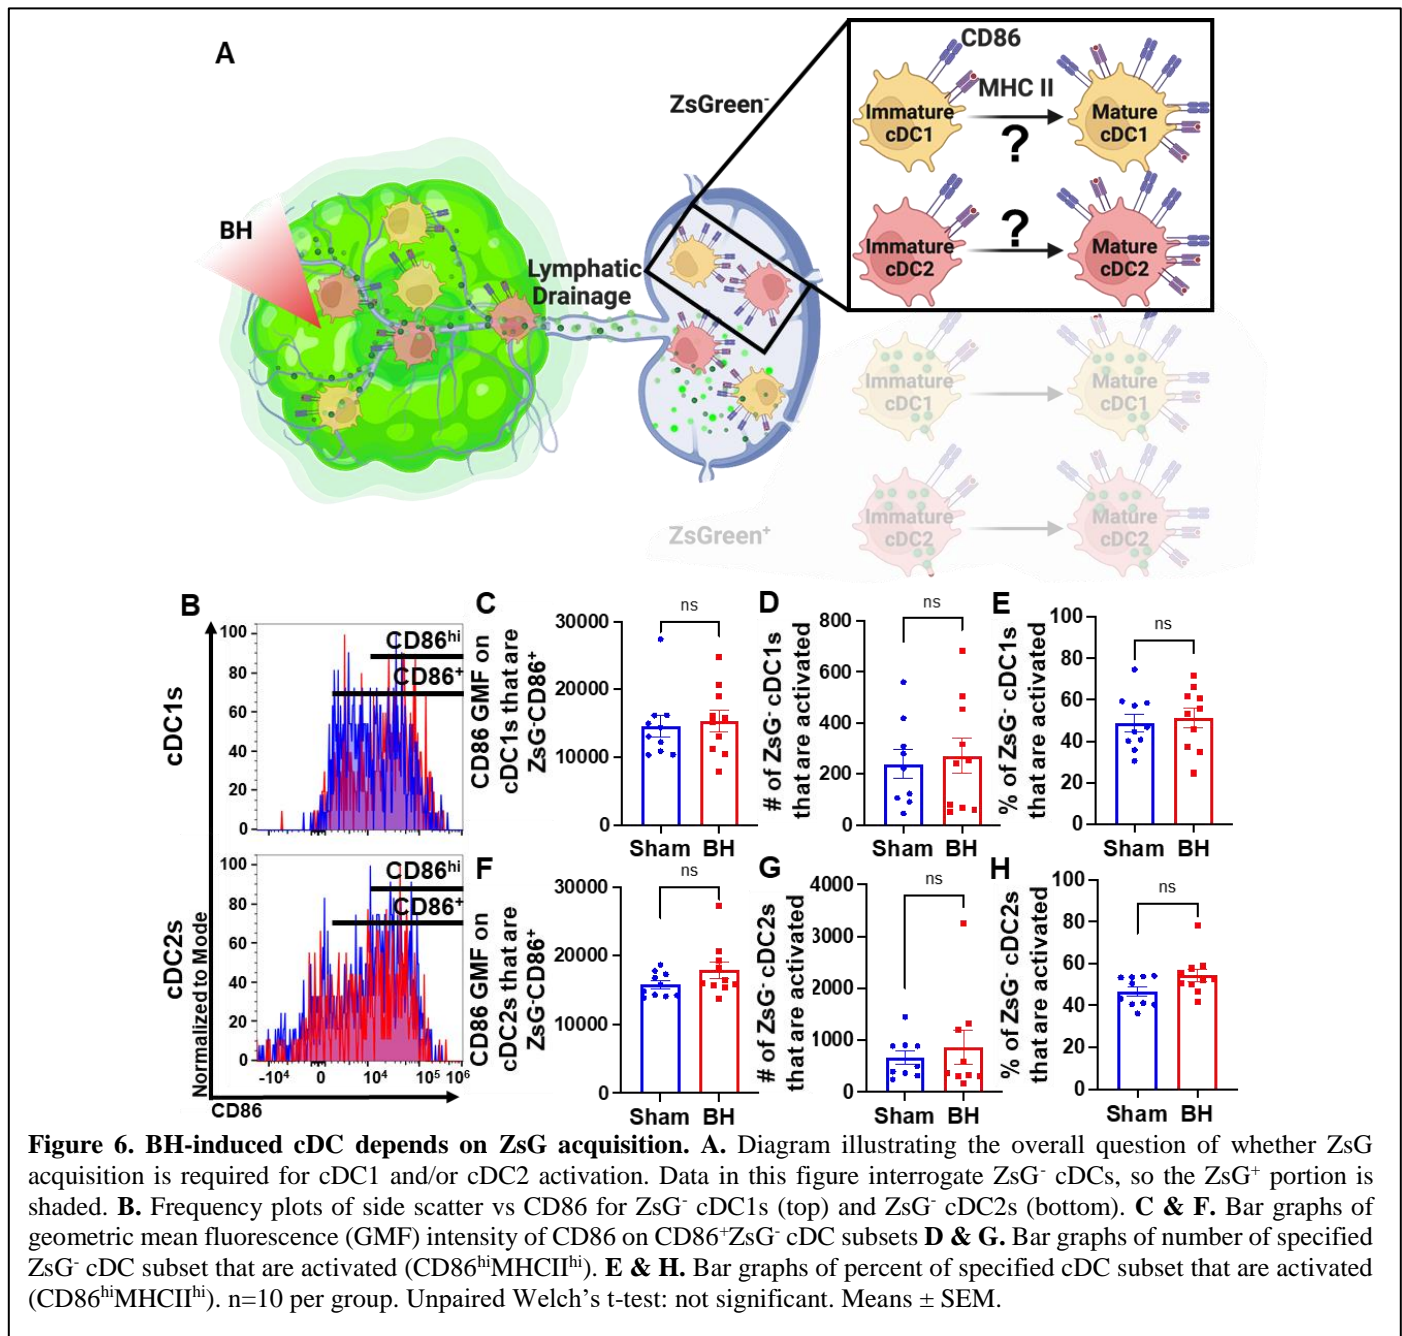 A
CD86
MHC II
ZsGreen⁻
Immature
cDC1
Mature
cDC1
?
BH
Lymphatic
Drainage
?
Immature
cDC2
Mature
cDC2
Immature
cDC1
Mature
cDC1
Immature
cDC2
Mature
cDC2
ZsGreen⁺
B
cDC1s
100
80
60
40
20
0
CD86ʰⁱ
CD86⁺
C
CD86 GMF on
cDC1s that are
ZsG⁻CD86⁺
30000
20000
10000
0
ns
Sham BH
D
# of ZsG⁻ cDC1s
that are activated
800
600
400
200
0
ns
Sham BH
E
% of ZsG⁻ cDC1s
that are activated
100
80
60
40
20
0
ns
Sham BH
cDC2s
Normalized to Mode
100
80
60
40
20
0
CD86ʰⁱ
CD86⁺
-10⁴ 0 10⁴ 10⁵ 10⁶
CD86
F
CD86 GMF on
cDC2s that are
ZsG⁻CD86⁺
30000
20000
10000
0
ns
Sham BH
G
# of ZsG⁻ cDC2s
that are activated
4000
3000
2000
1000
0
ns
Sham BH
H
% of ZsG⁻ cDC2s
that are activated
100
80
60
40
20
0
ns
Sham BH
Figure 6. BH-induced cDC depends on ZsG acquisition. A. Diagram illustrating the overall question of whether ZsG
acquisition is required for cDC1 and/or cDC2 activation. Data in this figure interrogate ZsG⁻ cDCs, so the ZsG⁺ portion is
shaded. B. Frequency plots of side scatter vs CD86 for ZsG⁻ cDC1s (top) and ZsG⁻ cDC2s (bottom). C & F. Bar graphs of
geometric mean fluorescence (GMF) intensity of CD86 on CD86⁺ZsG⁻ cDC subsets D & G. Bar graphs of number of specified
ZsG⁻ cDC subset that are activated (CD86ʰⁱMHCIIʰⁱ). E & H. Bar graphs of percent of specified cDC subset that are activated
(CD86ʰⁱMHCIIʰⁱ). n=10 per group. Unpaired Welch’s t-test: not significant. Means ± SEM.